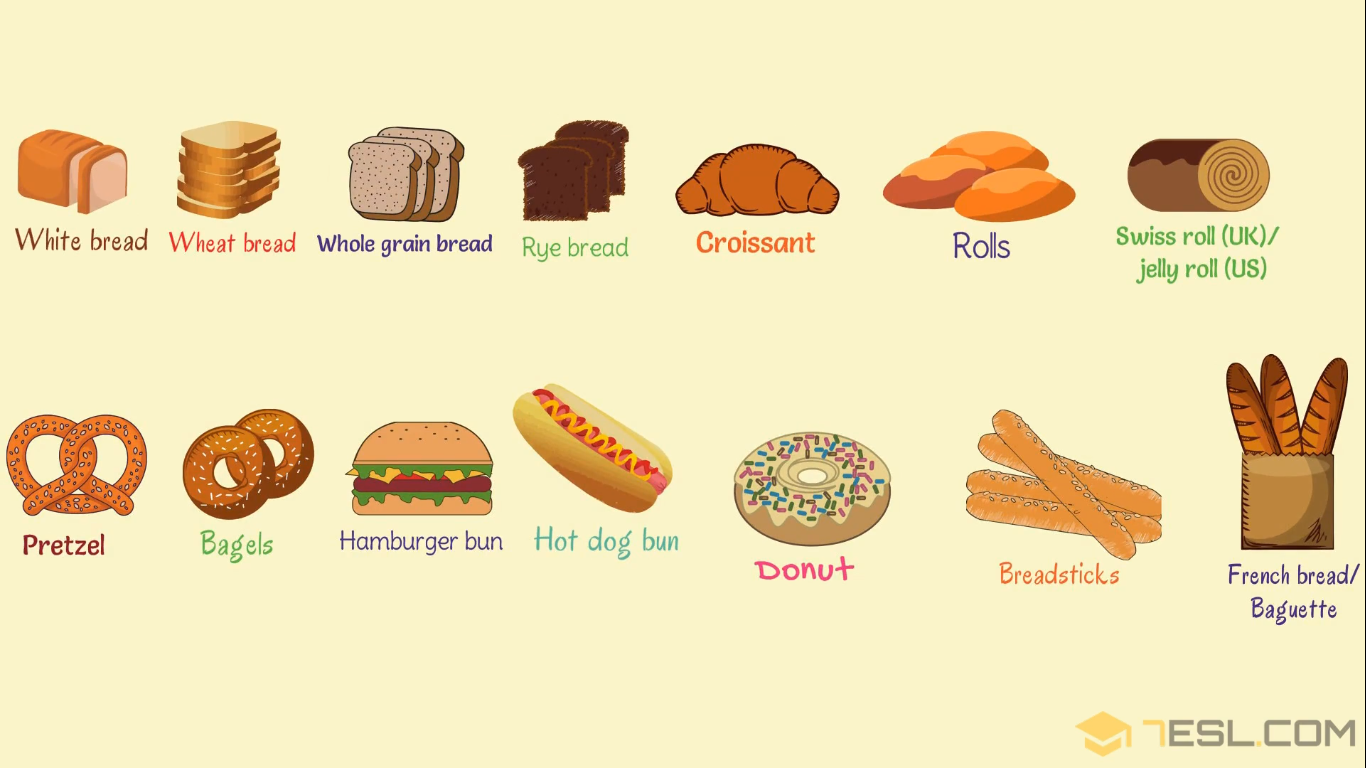 White bread
Wheat bread
Whole grain bread
Rye bread
Croissant
Rolls
Swiss roll (UK)/
jelly roll (US)
Pretzel
Bagels
Hamburger bun
Hot dog bun
Donut
Breadsticks
French bread/
Baguette
7ESL.COM